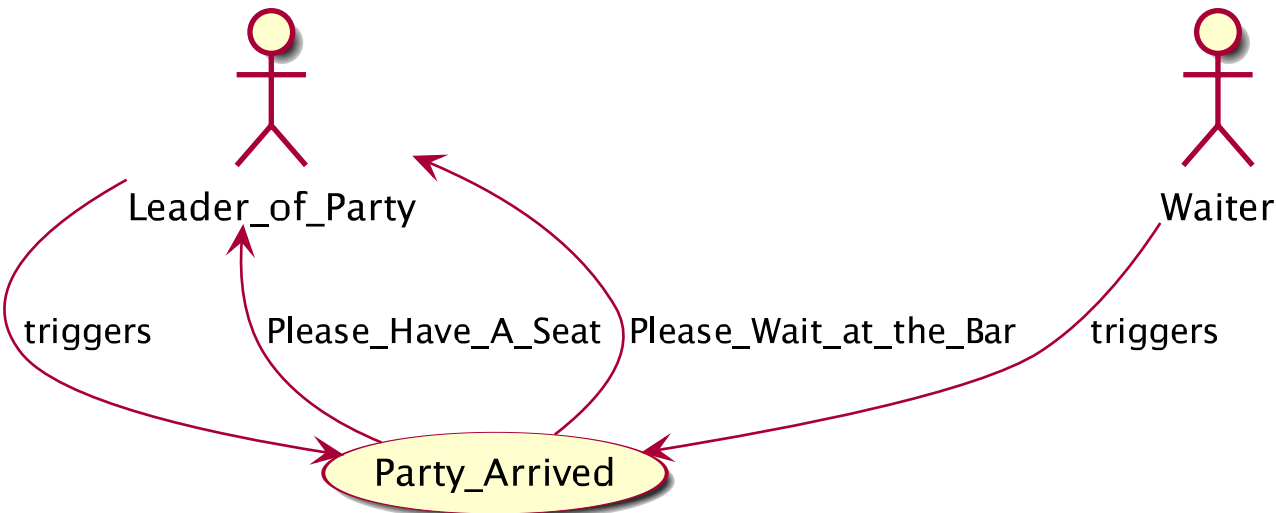 Leader_of_Party
Waiter
triggers
Please_Have_A_Seat
Please_Wait_at_the_Bar
triggers
Party_Arrived